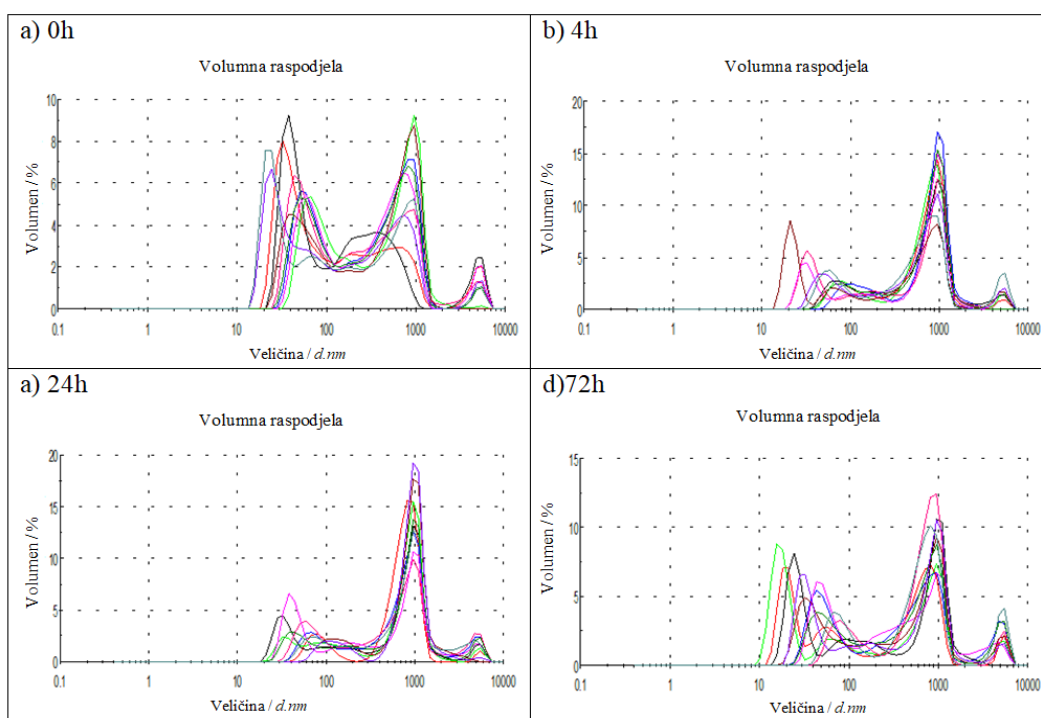 a) 0h
Volumna raspodjela
Volumen / %
10
8
6
4
2
0
0.1 1 10 100 1000 10000
Veličina / d.nm
b) 4h
Volumna raspodjela
Volumen / %
20
15
10
5
0
0.1 1 10 100 1000 10000
Veličina / d.nm
a) 24h
Volumna raspodjela
Volumen / %
20
15
10
5
0
0.1 1 10 100 1000 10000
Veličina / d.nm
d)72h
Volumna raspodjela
Volumen / %
15
10
5
0
0.1 1 10 100 1000 10000
Veličina / d.nm